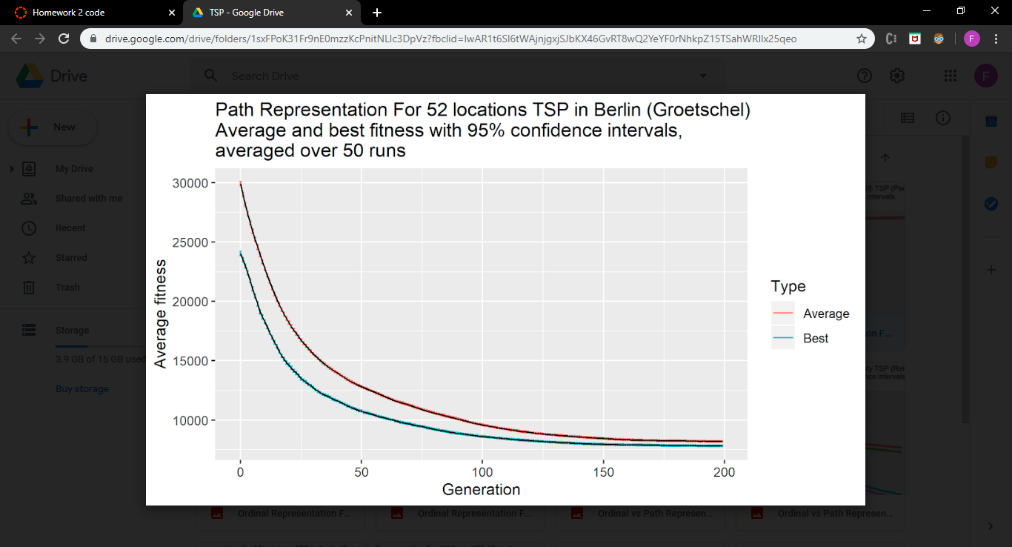 Homework 2 code
TSP - Google Drive
drive.google.com/drive/folders/1sxFPoK31Fr9nE0mzzKcPnitNLIc3DpVz?fbclid=IwAR1t6SI6tWAjnjgxjSJbKX46GvRT8wQ2YeYF0rNhkpZ15TSahWRIIx25qeo
F
Drive
Search Drive
F
New
My Drive
Shared with me
Recent
Starred
Trash
Storage
3.9 GB of 15 GB used
Buy storage
Path Representation For 52 locations TSP in Berlin (Groetschel)
Average and best fitness with 95% confidence intervals,
averaged over 50 runs
30000
25000
20000
15000
10000
Average fitness
0
50
100
150
200
Generation
Type
Average
Best
Ordinal Representation F...
Ordinal Representation F...
Ordinal vs Path Represen...
Ordinal vs Path Represen...